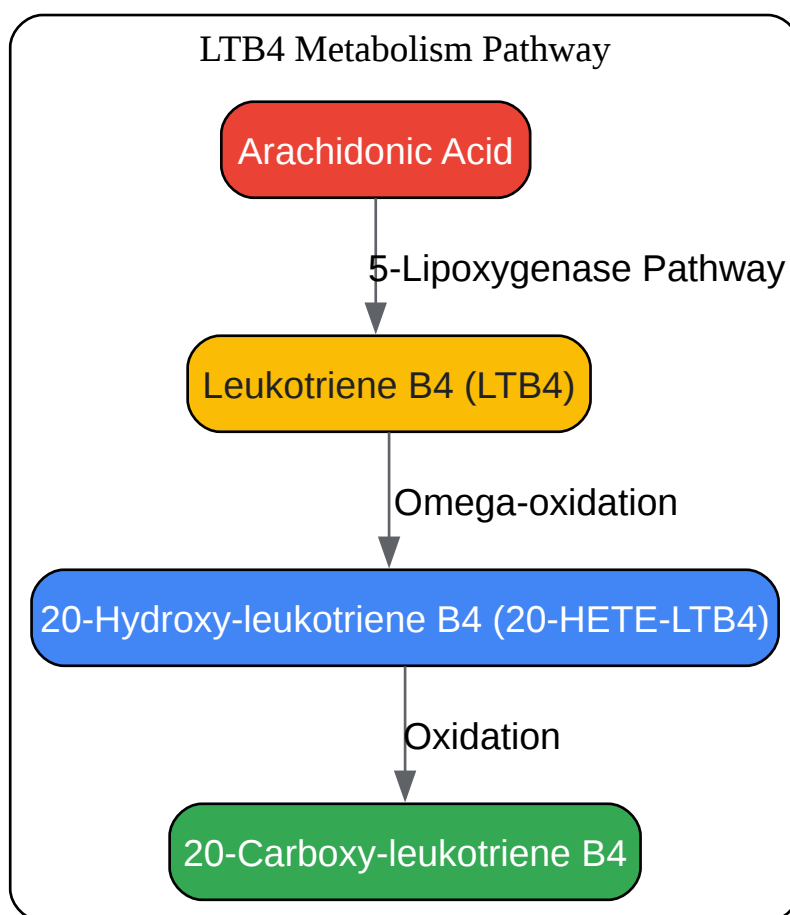 LTB4 Metabolism Pathway
Arachidonic Acid
5-Lipoxygenase Pathway
Leukotriene B4 (LTB4)
Omega-oxidation
20-Hydroxy-leukotriene B4 (20-HETE-LTB4)
Oxidation
20-Carboxy-leukotriene B4